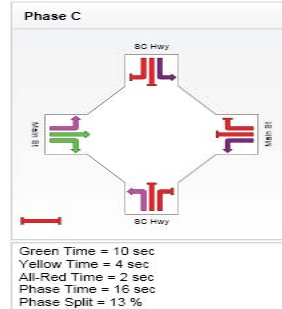 Phase C
SC Hwy
Main St
Main St
SC Hwy
Green Time = 10 sec
Yellow Time = 4 sec
All-Red Time = 2 sec
Phase Time = 16 sec
Phase Split = 13 %